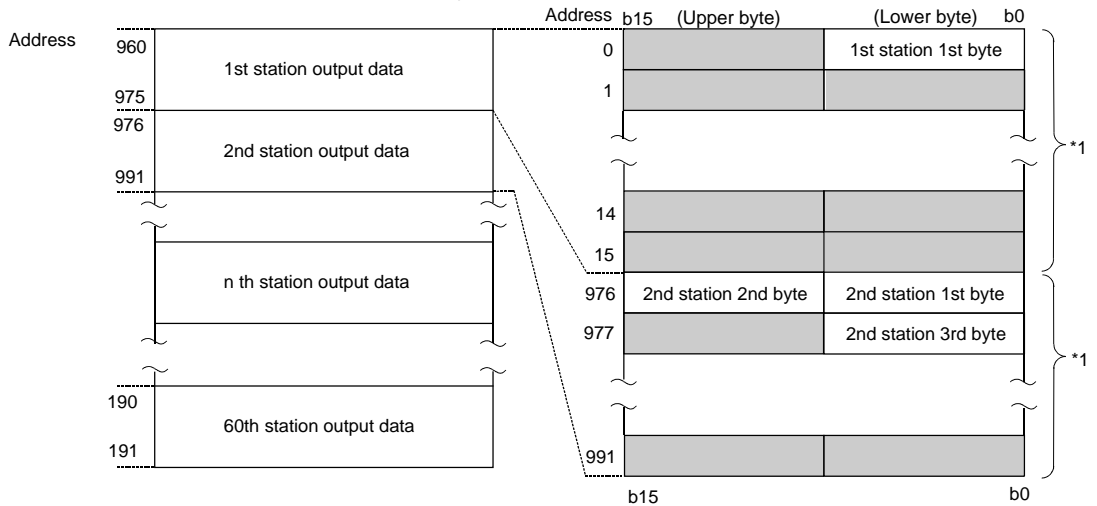 Address
960
1st station output data
975
976
2nd station output data
991
n th station output data
190
60th station output data
191
Address b15 (Upper byte) (Lower byte) b0
0 1st station 1st byte
1
*1
14
15
976 2nd station 2nd byte 2nd station 1st byte
977 2nd station 3rd byte
*1
991
b15 b0